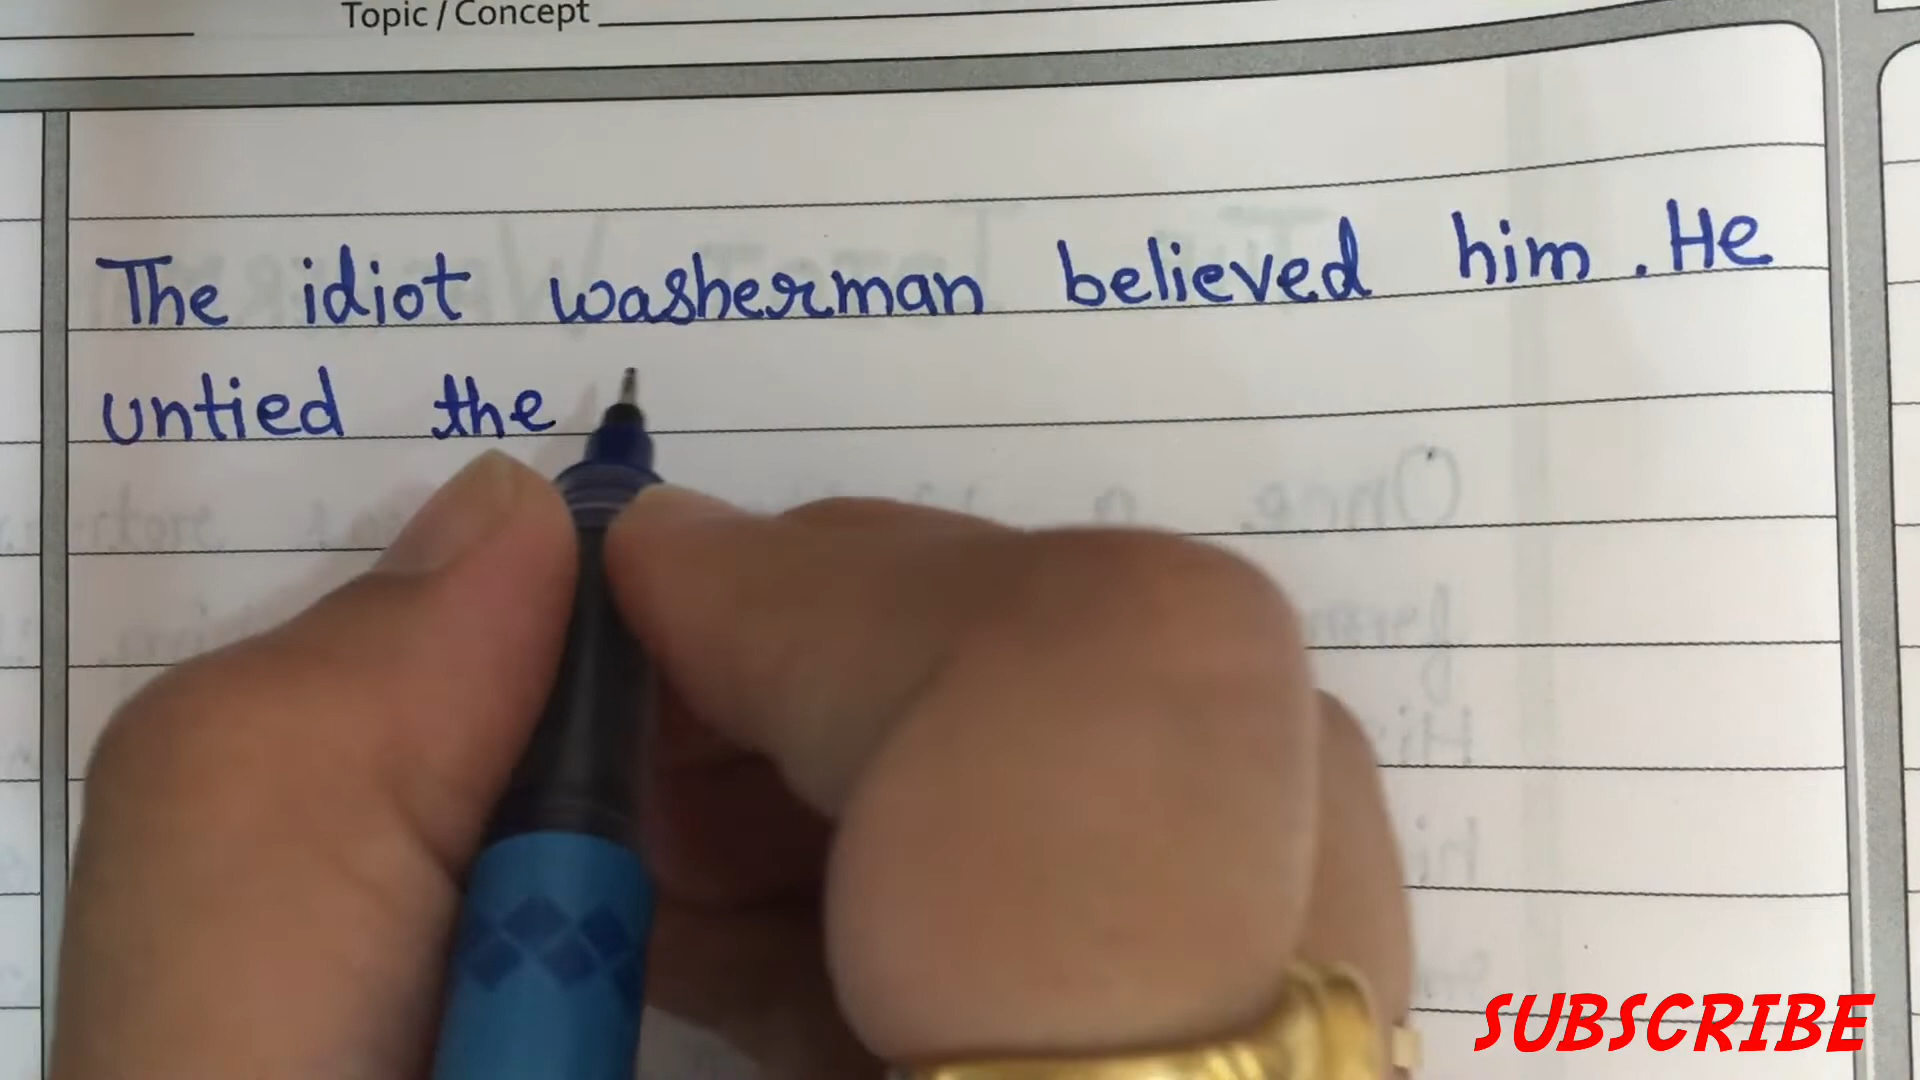 Topic / Concept
The idiot washerman believed him. He
untied the
SUBSCRIBE